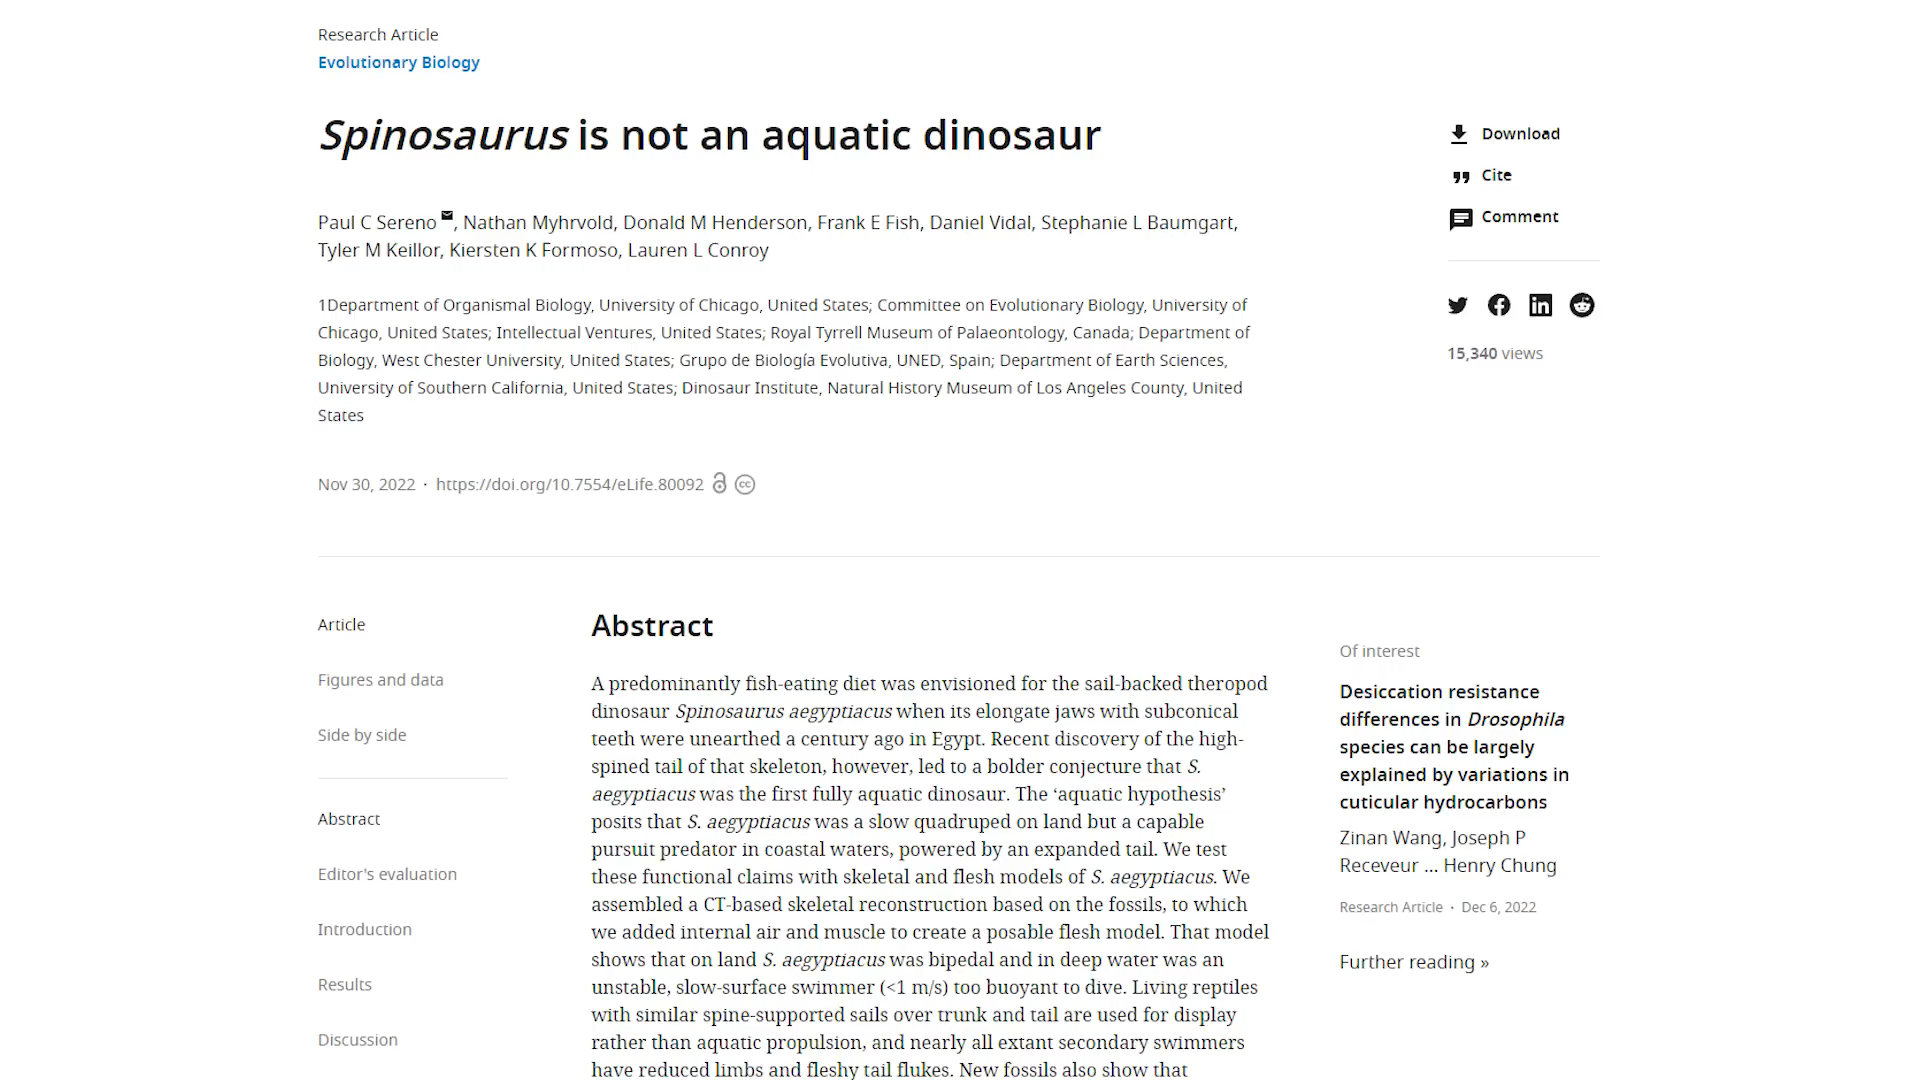 Research Article
Evolutionary Biology
Spinosaurus is not an aquatic dinosaur
Paul C Sereno, Nathan Myhrvold, Donald M Henderson, Frank E Fish, Daniel Vidal, Stephanie L Baumgart,
Tyler M Keillor, Kiersten K Formoso, Lauren L Conroy
1Department of Organismal Biology, University of Chicago, United States; Committee on Evolutionary Biology, University of
Chicago, United States; Intellectual Ventures, United States; Royal Tyrrell Museum of Palaeontology, Canada; Department of
Biology, West Chester University, United States; Grupo de Biología Evolutiva, UNED, Spain; Department of Earth Sciences,
University of Southern California, United States; Dinosaur Institute, Natural History Museum of Los Angeles County, United
States
Nov 30, 2022 · https://doi.org/10.7554/eLife.80092
cc
Download
Cite
Comment
15,340 views
Article
Figures and data
Side by side
Abstract
Editor's evaluation
Introduction
Results
Discussion
Abstract
A predominantly fish-eating diet was envisioned for the sail-backed theropod
dinosaur Spinosaurus aegyptiacus when its elongate jaws with subconical
teeth were unearthed a century ago in Egypt. Recent discovery of the high-
spined tail of that skeleton, however, led to a bolder conjecture that S.
aegyptiacus was the first fully aquatic dinosaur. The ‘aquatic hypothesis’
posits that S. aegyptiacus was a slow quadruped on land but a capable
pursuit predator in coastal waters, powered by an expanded tail. We test
these functional claims with skeletal and flesh models of S. aegyptiacus. We
assembled a CT-based skeletal reconstruction based on the fossils, to which
we added internal air and muscle to create a posable flesh model. That model
shows that on land S. aegyptiacus was bipedal and in deep water was an
unstable, slow-surface swimmer (<1 m/s) too buoyant to dive. Living reptiles
with similar spine-supported sails over trunk and tail are used for display
rather than aquatic propulsion, and nearly all extant secondary swimmers
have reduced limbs and fleshy tail flukes. New fossils also show that
Of interest
Desiccation resistance
differences in Drosophila
species can be largely
explained by variations in
cuticular hydrocarbons
Zinan Wang, Joseph P
Receveur ... Henry Chung
Research Article · Dec 6, 2022
Further reading »